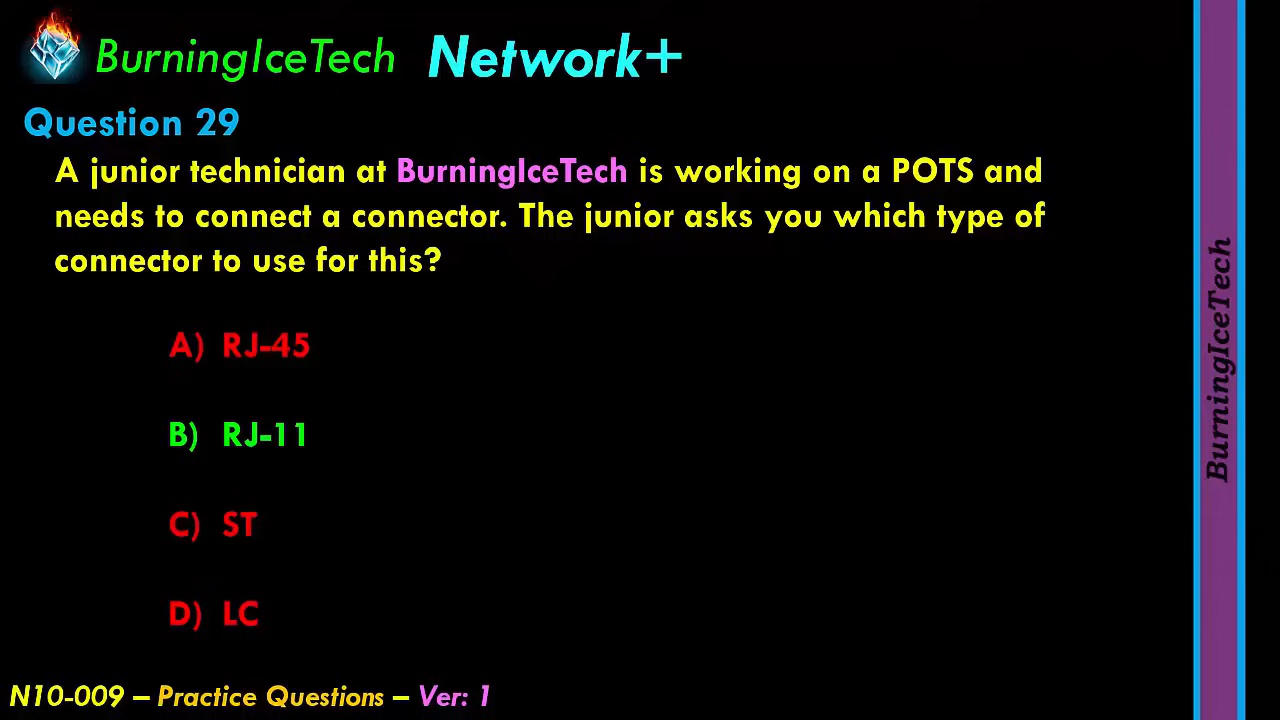 BurningIceTech Network+
Question 29
A junior technician at BurningIceTech is working on a POTS and
needs to connect a connector. The junior asks you which type of
connector to use for this?
A) RJ-45
B) RJ-11
C) ST
D) LC
N10-009 – Practice Questions – Ver: 1
BurningIceTech